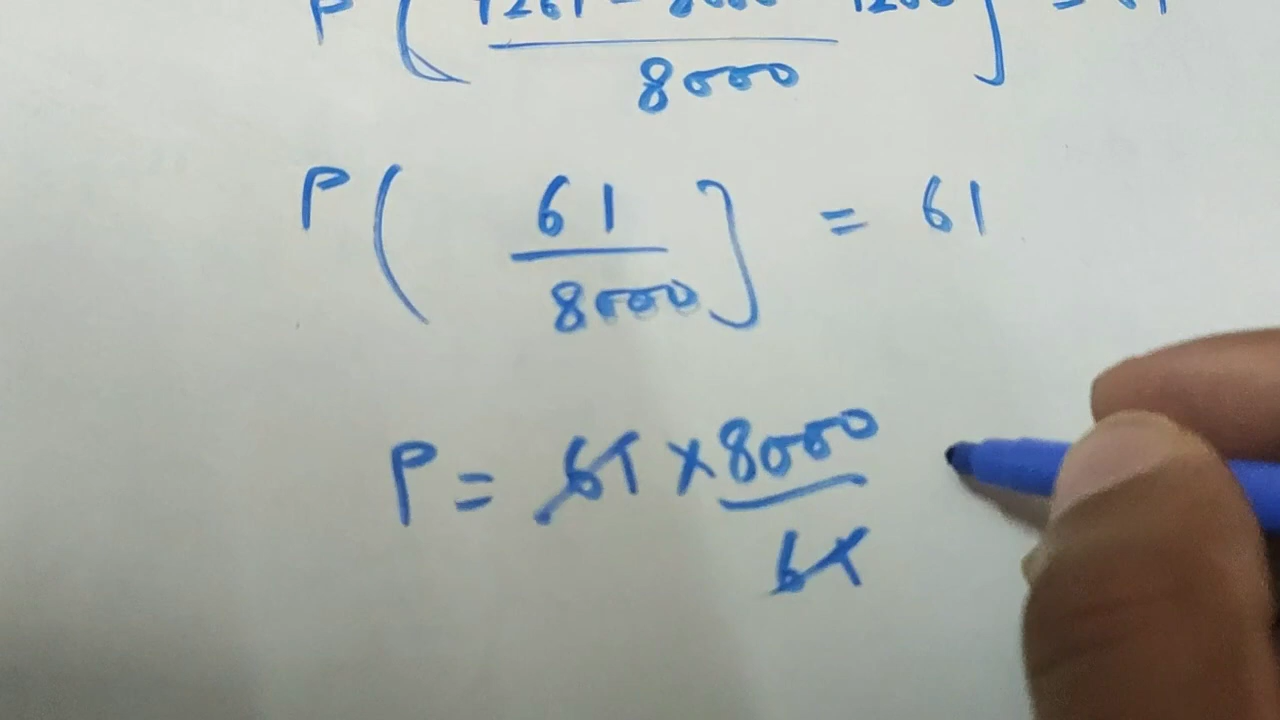 P(
8000
P( 61/8000 ] = 61
P = 61 × 8000/61